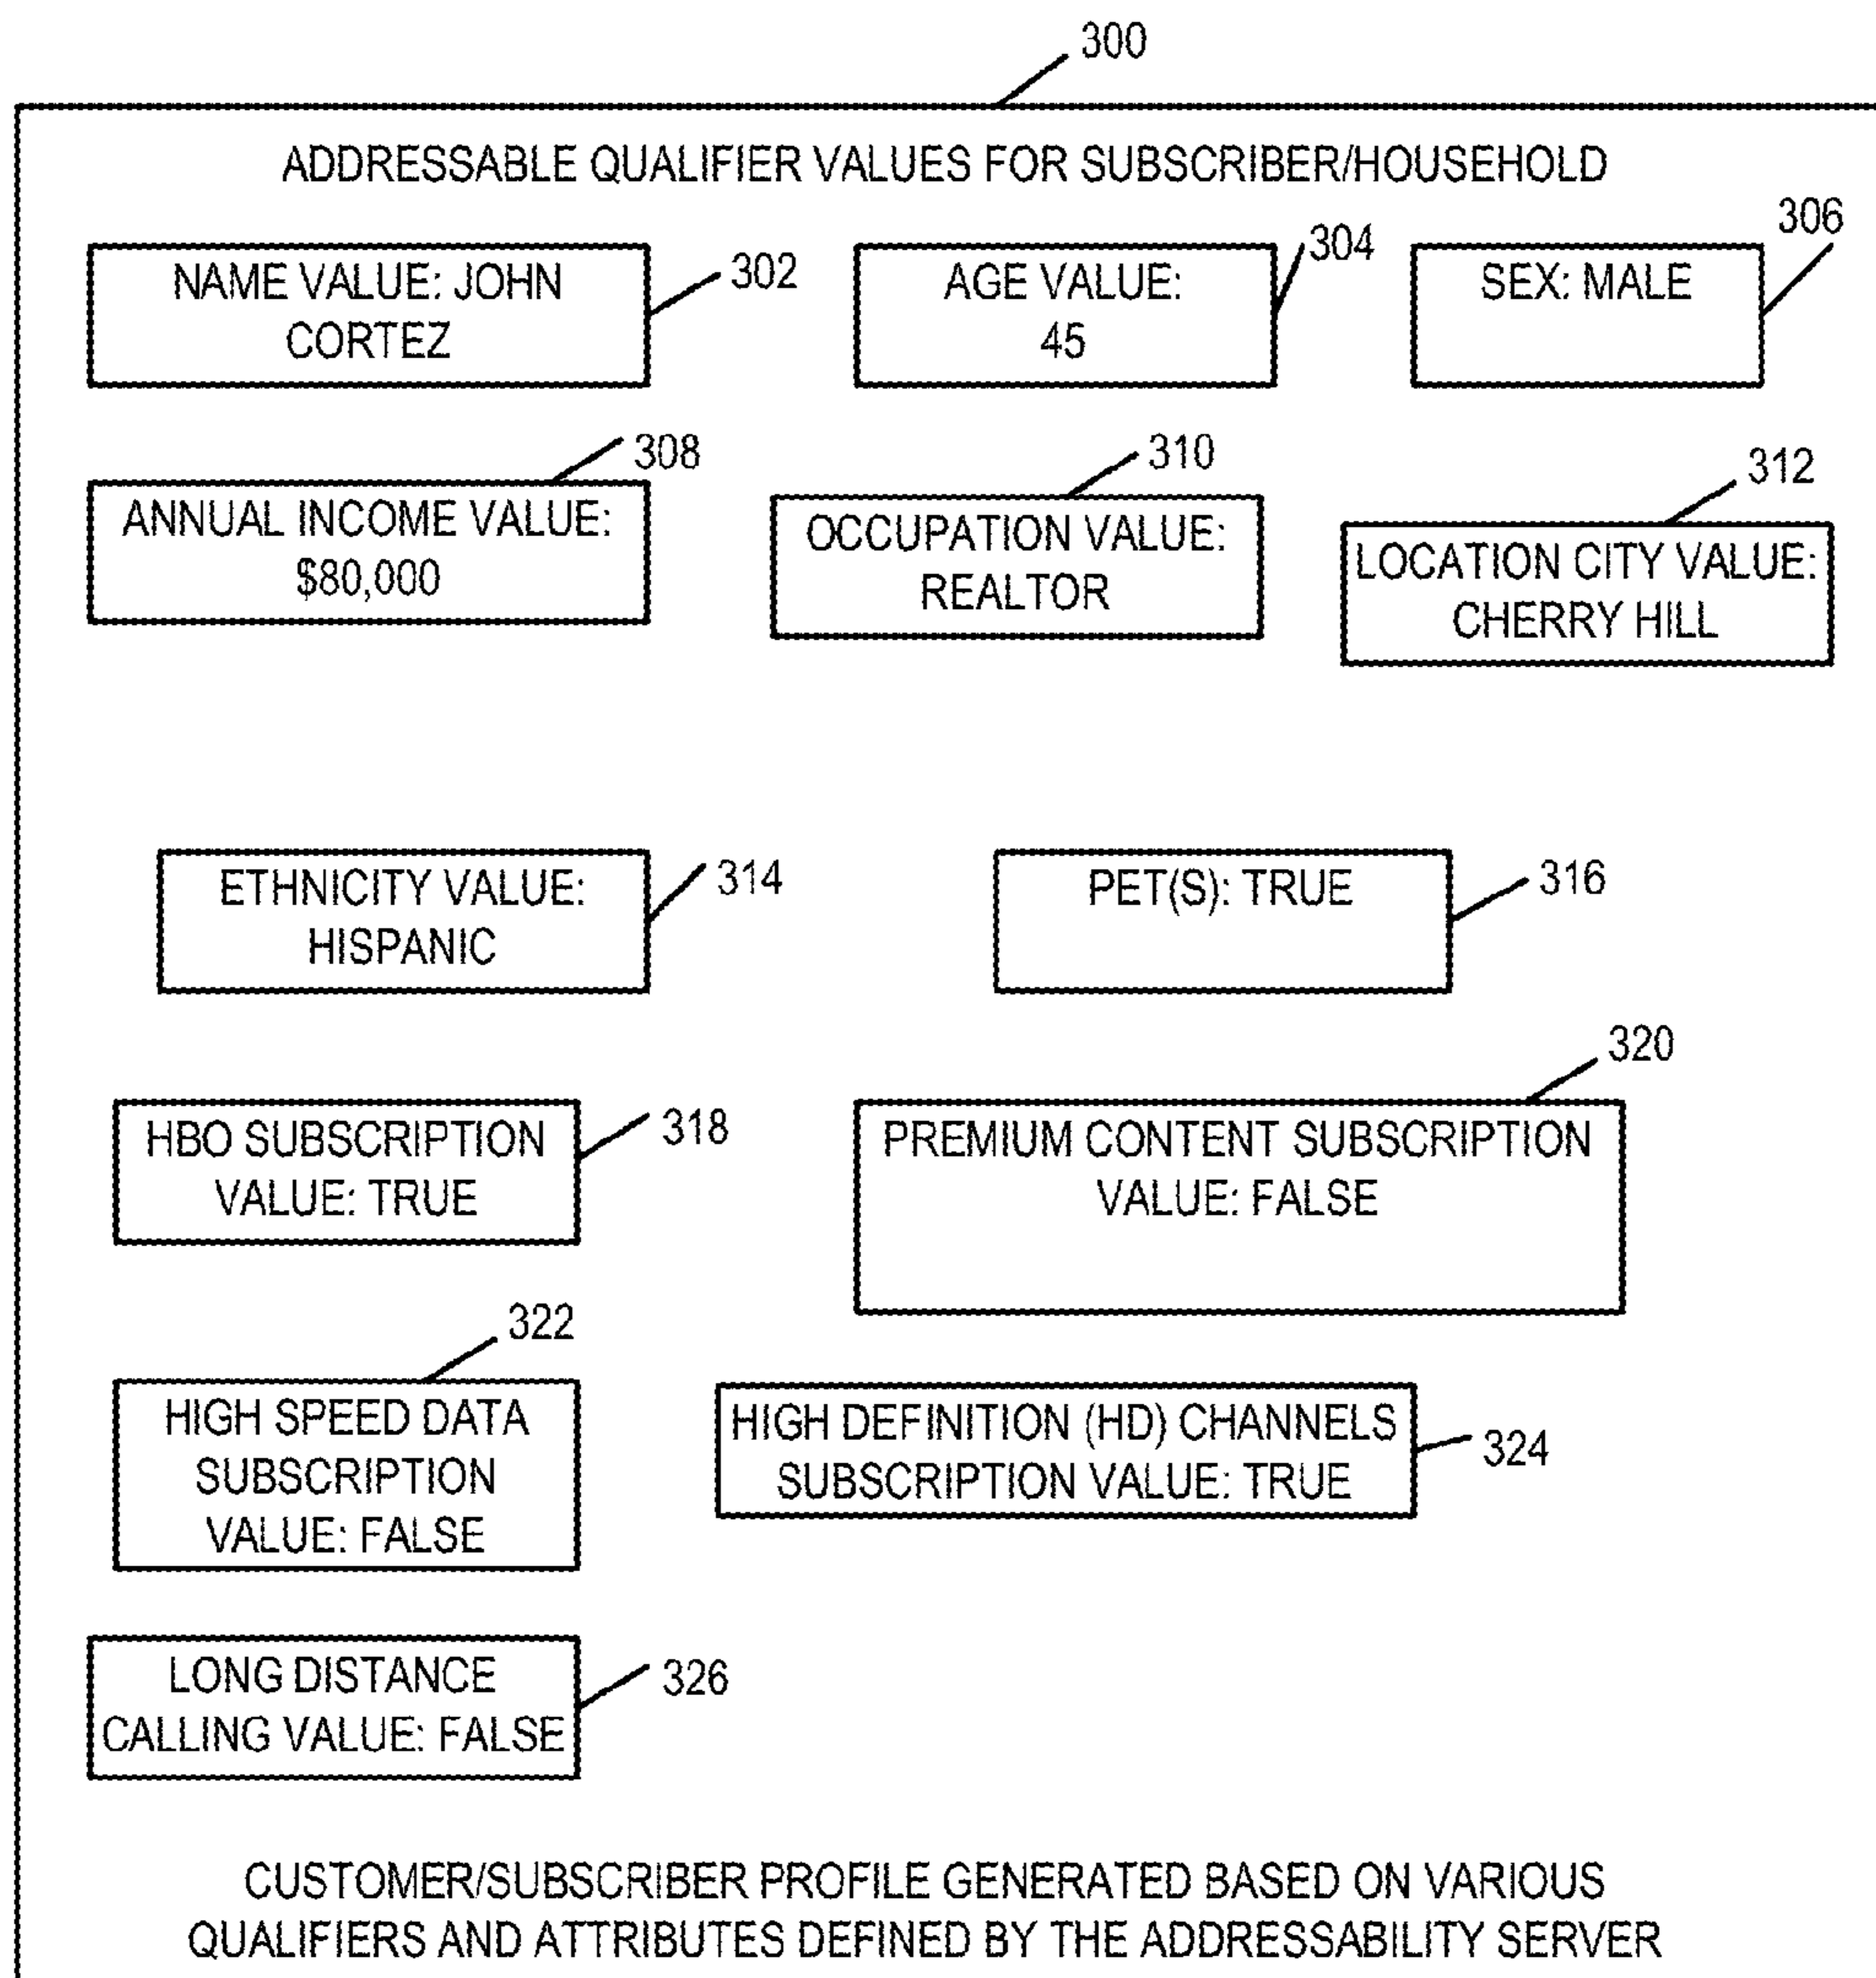 300
ADDRESSABLE QUALIFIER VALUES FOR SUBSCRIBER/HOUSEHOLD
NAME VALUE: JOHN
CORTEZ
302
AGE VALUE:
45
304
SEX: MALE
306
308
ANNUAL INCOME VALUE:
$80,000
310
OCCUPATION VALUE:
REALTOR
312
LOCATION CITY VALUE:
CHERRY HILL
ETHNICITY VALUE:
HISPANIC
314
PET(S): TRUE
316
HBO SUBSCRIPTION
VALUE: TRUE
318
320
PREMIUM CONTENT SUBSCRIPTION
VALUE: FALSE
322
HIGH SPEED DATA
SUBSCRIPTION
VALUE: FALSE
HIGH DEFINITION (HD) CHANNELS
SUBSCRIPTION VALUE: TRUE
324
LONG DISTANCE
CALLING VALUE: FALSE
326
CUSTOMER/SUBSCRIBER PROFILE GENERATED BASED ON VARIOUS
QUALIFIERS AND ATTRIBUTES DEFINED BY THE ADDRESSABILITY SERVER